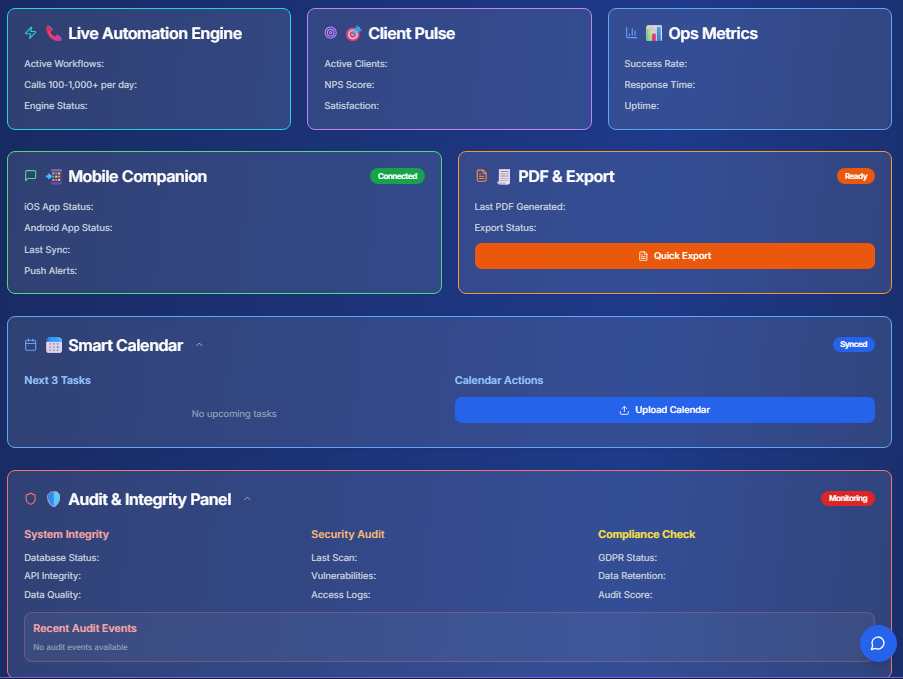 Live Automation Engine
Active Workflows:
Calls 100-1,000+ per day:
Engine Status:
Client Pulse
Active Clients:
NPS Score:
Satisfaction:
Ops Metrics
Success Rate:
Response Time:
Uptime:
Mobile Companion
Connected
iOS App Status:
Android App Status:
Last Sync:
Push Alerts:
PDF & Export
Ready
Last PDF Generated:
Export Status:
Quick Export
Smart Calendar
Synced
Next 3 Tasks
No upcoming tasks
Calendar Actions
Upload Calendar
Audit & Integrity Panel
Monitoring
System Integrity
Database Status:
API Integrity:
Data Quality:
Security Audit
Last Scan:
Vulnerabilities:
Access Logs:
Compliance Check
GDPR Status:
Data Retention:
Audit Score:
Recent Audit Events
No audit events available